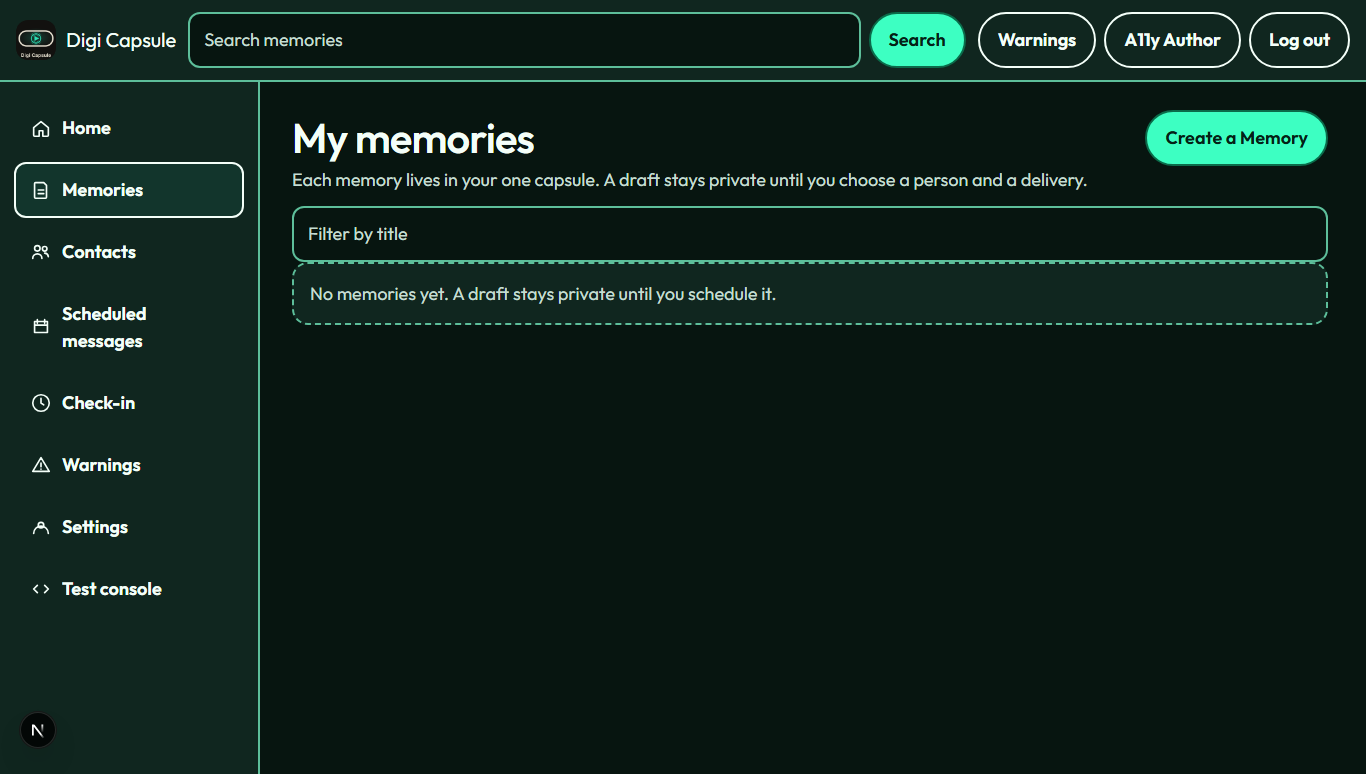 Digi Capsule
Digi Capsule
Search memories
Search
Warnings
A11y Author
Log out
Home
Memories
Contacts
Scheduled
messages
Check-in
Warnings
Settings
Test console
N
My memories
Create a Memory
Each memory lives in your one capsule. A draft stays private until you choose a person and a delivery.
Filter by title
No memories yet. A draft stays private until you schedule it.